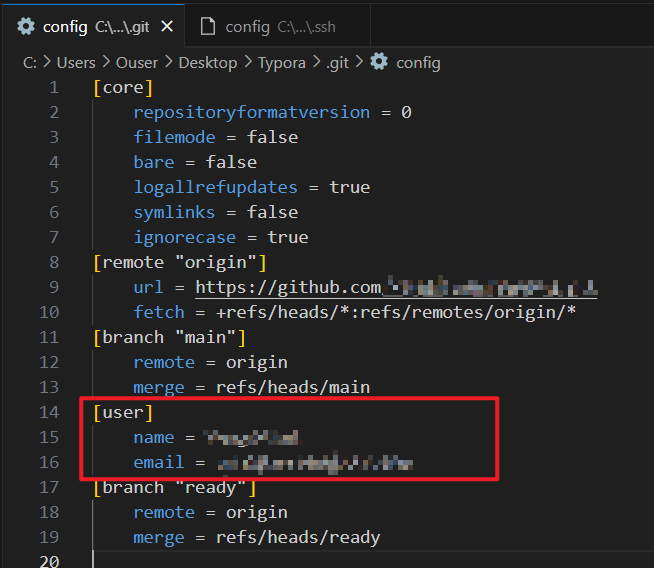 config C:\...\.git
config C:\...\.ssh
C: > Users > Ouser > Desktop > Typora > .git > config
1 [core]
2 repositoryformatversion = 0
3 filemode = false
4 bare = false
5 logallrefupdates = true
6 symlinks = false
7 ignorecase = true
8 [remote "origin"]
9 url = https://github.com
10 fetch = +refs/heads/*:refs/remotes/origin/*
11 [branch "main"]
12 remote = origin
13 merge = refs/heads/main
14 [user]
15 name =
16 email =
17 [branch "ready"]
18 remote = origin
19 merge = refs/heads/ready
20